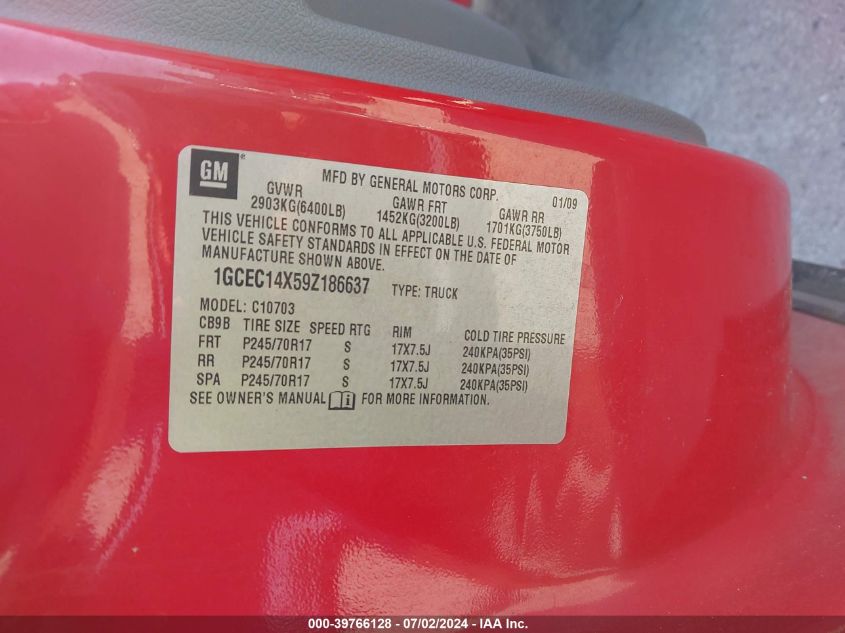 GM ® MFD BY GENERAL MOTORS CORP. 01/09
GVWR GAWR FRT GAWR RR
2903KG(6400LB) 1452KG(3200LB) 1701KG(3750LB)
THIS VEHICLE CONFORMS TO ALL APPLICABLE U.S. FEDERAL MOTOR
VEHICLE SAFETY STANDARDS IN EFFECT ON THE DATE OF
MANUFACTURE SHOWN ABOVE.
1GCEC14X59Z186637 TYPE: TRUCK
MODEL: C10703
CB9B TIRE SIZE SPEED RTG RIM COLD TIRE PRESSURE
FRT P245/70R17 S 17X7.5J 240KPA(35PSI)
RR P245/70R17 S 17X7.5J 240KPA(35PSI)
SPA P245/70R17 S 17X7.5J 240KPA(35PSI)
SEE OWNER'S MANUAL i FOR MORE INFORMATION.
000-39766128 - 07/02/2024 - IAA Inc.